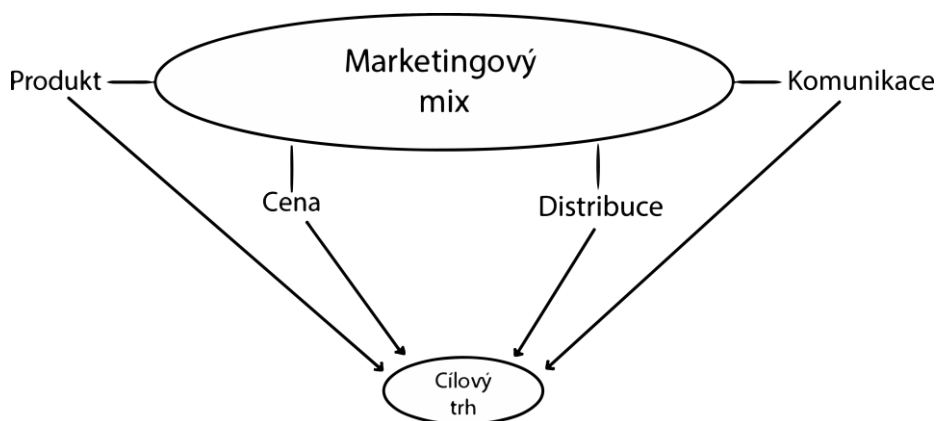 Marketingový
mix
Produkt
Komunikace
Cena
Distribuce
Cílový
trh